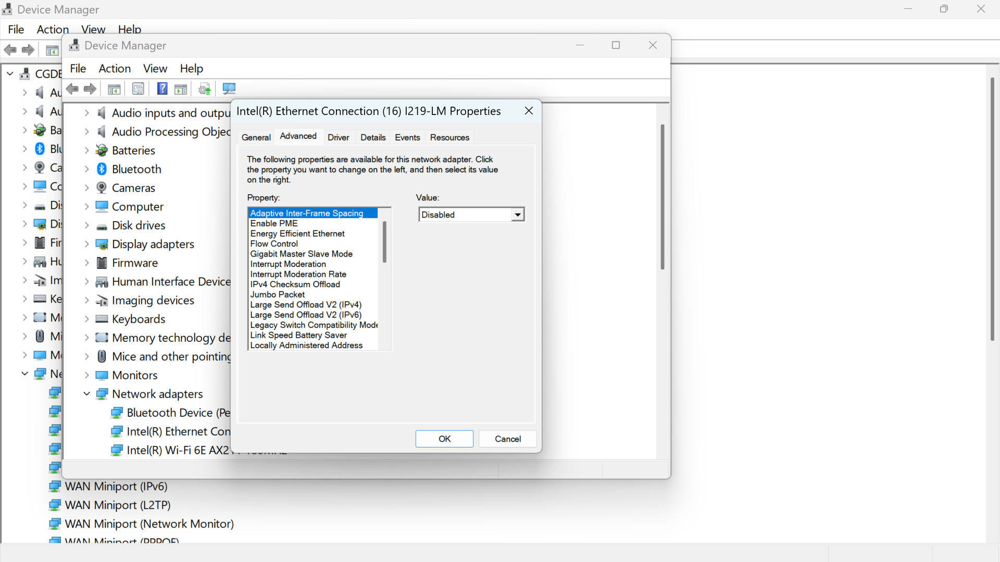 Device Manager
File Action View Help
CGDE
Au
Au
Ba
Blu
Ca
Co
Dis
Dis
Fir
Hu
Im
Ke
Me
Mi
Mo
Ne
WAN Miniport (IPv6)
WAN Miniport (L2TP)
WAN Miniport (Network Monitor)
WAN Miniport (PPPOE)
Device Manager
File Action View Help
Audio inputs and outpu
Audio Processing Objec
Batteries
Bluetooth
Cameras
Computer
Disk drives
Display adapters
Firmware
Human Interface Device
Imaging devices
Keyboards
Memory technology de
Mice and other pointing
Monitors
Network adapters
Bluetooth Device (Pe
Intel(R) Ethernet Con
Intel(R) Wi-Fi 6E AX211 160MHz
Intel(R) Ethernet Connection (16) I219-LM Properties
General Advanced Driver Details Events Resources
The following properties are available for this network adapter. Click
the property you want to change on the left, and then select its value
on the right.
Property:
Value:
Adaptive Inter-Frame Spacing
Enable PME
Energy Efficient Ethernet
Flow Control
Gigabit Master Slave Mode
Interrupt Moderation
Interrupt Moderation Rate
IPv4 Checksum Offload
Jumbo Packet
Large Send Offload V2 (IPv4)
Large Send Offload V2 (IPv6)
Legacy Switch Compatibility Mode
Link Speed Battery Saver
Locally Administered Address
Disabled
OK
Cancel